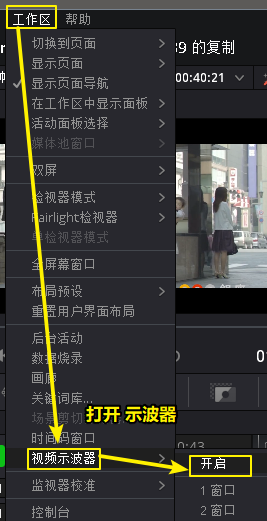 工作区 帮助
切换到页面
显示页面
39 的复制
显示页面导航
00:40:21
在工作区中显示面板
活动面板选择
媒体池窗口
双屏
检视器模式
Fairlight检视器
单检视器模式
全屏幕窗口
布局预设
重置用户界面布局
后台活动
数据烧录
画廊
关键词库...
打开 示波器
场景剪切
时间码窗口
0:43
视频示波器
开启
监视器校准
1 窗口
控制台
2 窗口